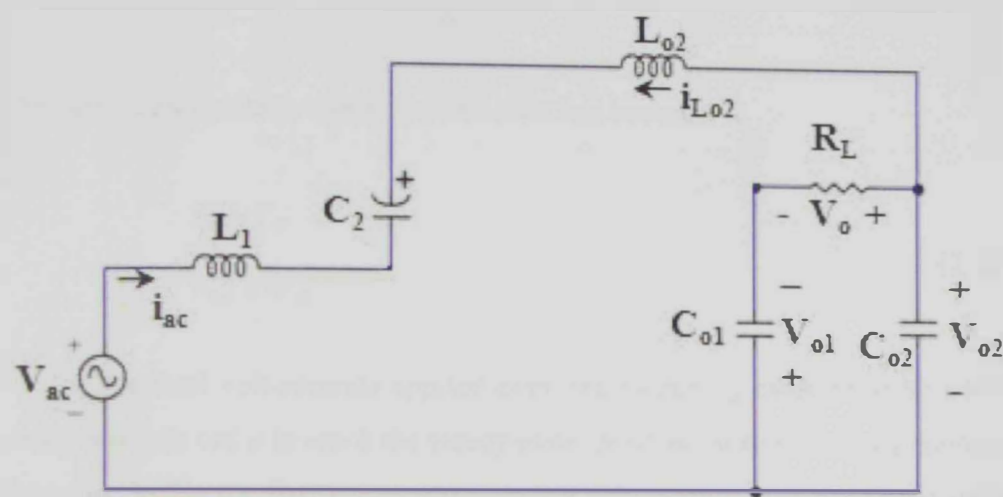 L_o2
i_Lo2
R_L
- V_o +
C_2 +
L_1
i_ac
C_o1 - V_o1 +
C_o2 + V_o2 -
+ V_ac -